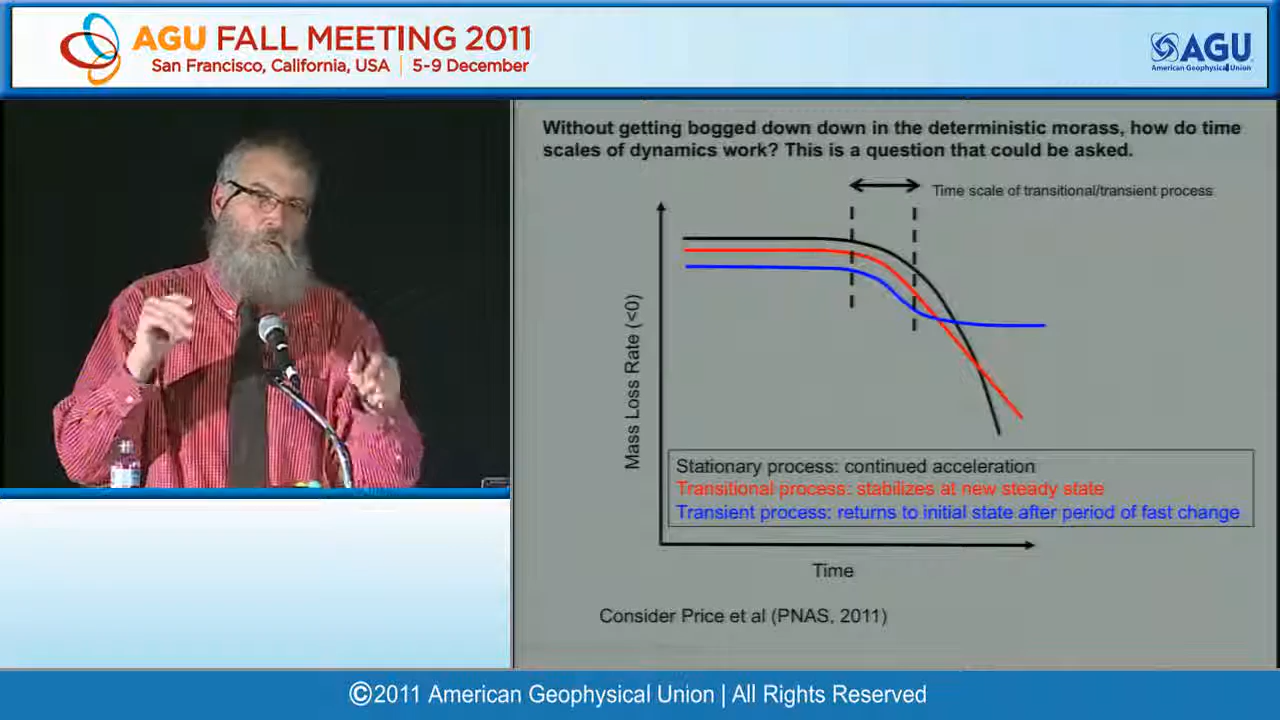 AGU FALL MEETING 2011
San Francisco, California, USA | 5-9 December
AGU
American Geophysical Union
Without getting bogged down down in the deterministic morass, how do time
scales of dynamics work? This is a question that could be asked.
Time scale of transitional/transient process
Mass Loss Rate (<0)
Stationary process: continued acceleration
Transitional process: stabilizes at new steady state
Transient process: returns to initial state after period of fast change
Time
Consider Price et al (PNAS, 2011)
©2011 American Geophysical Union | All Rights Reserved